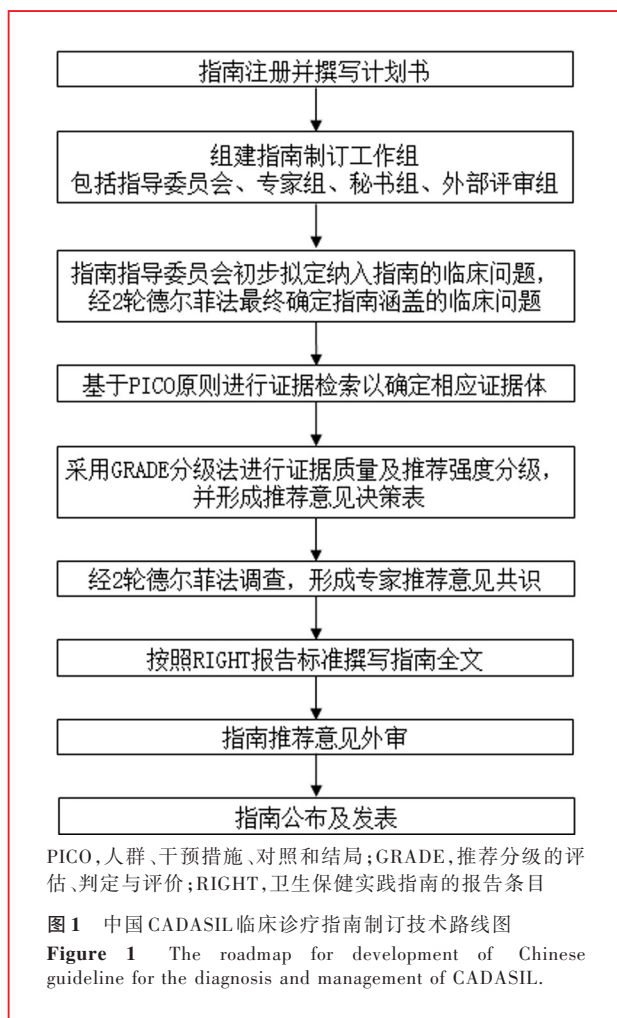 指南注册并撰写计划书
组建指南制订工作组
包括指导委员会、专家组、秘书组、外部评审组
指南指导委员会初步拟定纳入指南的临床问题，
经2轮德尔菲法最终确定指南涵盖的临床问题
基于PICO原则进行证据检索以确定相应证据体
采用GRADE分级法进行证据质量及推荐强度分级，
并形成推荐意见决策表
经2轮德尔菲法调查，形成专家推荐意见共识
按照RIGHT报告标准撰写指南全文
指南推荐意见外审
指南公布及发表
PICO,人群、干预措施、对照和结局;GRADE,推荐分级的评
估、判定与评价;RIGHT,卫生保健实践指南的报告条目
图1 中国CADASIL临床诊疗指南制订技术路线图
Figure 1 The roadmap for development of Chinese
guideline for the diagnosis and management of CADASIL.